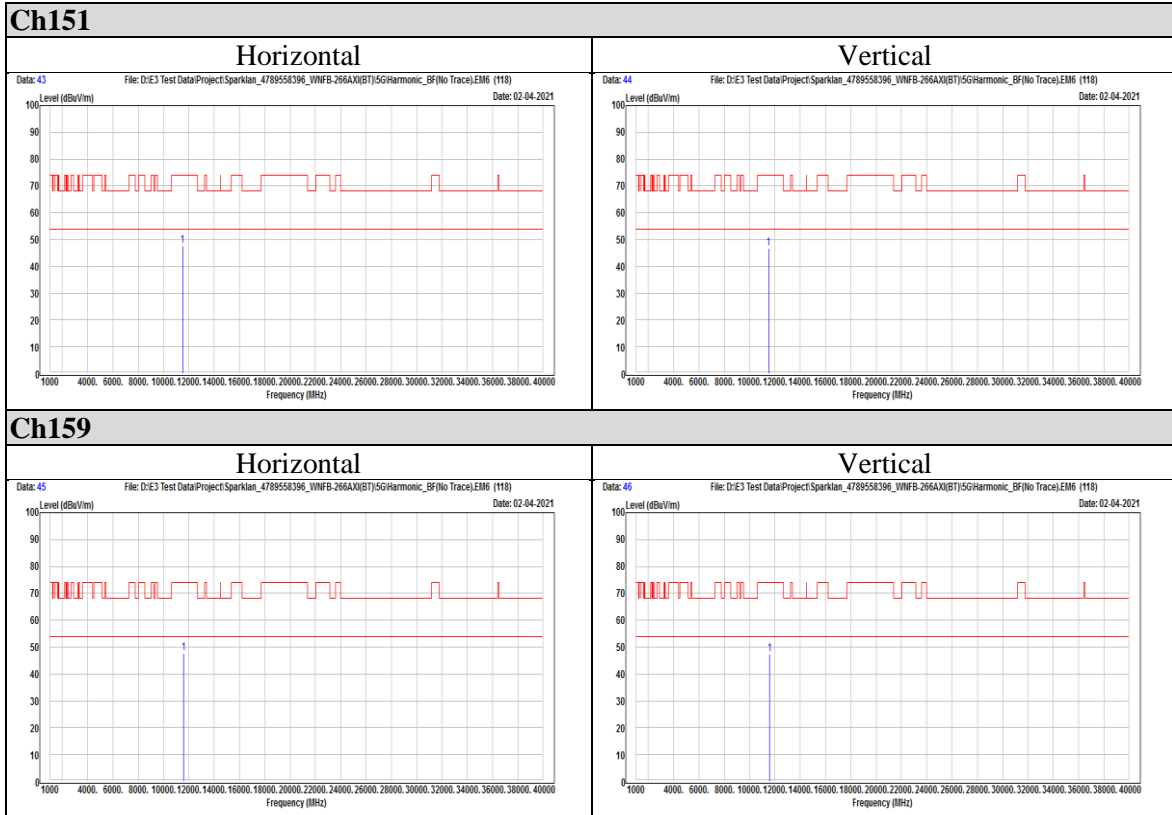 Ch151
Horizontal
Vertical
Data: 43 File: D:\E3 Test Data\Project\Sparklan_4789558396_WNFB-266AXI(BT)\5G\Harmonic_BF(No Trace).EM6 (118)
Level (dBuV/m) Date: 02-04-2021
100
90
80
70
60
50
40
30
20
10
0
1
1000 4000. 6000. 8000. 10000. 12000. 14000. 16000. 18000. 20000. 22000. 24000. 26000. 28000. 30000. 32000. 34000. 36000. 38000. 40000
Frequency (MHz)
Data: 44 File: D:\E3 Test Data\Project\Sparklan_4789558396_WNFB-266AXI(BT)\5G\Harmonic_BF(No Trace).EM6 (118)
Level (dBuV/m) Date: 02-04-2021
100
90
80
70
60
50
40
30
20
10
0
1
1000 4000. 6000. 8000. 10000. 12000. 14000. 16000. 18000. 20000. 22000. 24000. 26000. 28000. 30000. 32000. 34000. 36000. 38000. 40000
Frequency (MHz)
Ch159
Horizontal
Vertical
Data: 45 File: D:\E3 Test Data\Project\Sparklan_4789558396_WNFB-266AXI(BT)\5G\Harmonic_BF(No Trace).EM6 (118)
Level (dBuV/m) Date: 02-04-2021
100
90
80
70
60
50
40
30
20
10
0
1
1000 4000. 6000. 8000. 10000. 12000. 14000. 16000. 18000. 20000. 22000. 24000. 26000. 28000. 30000. 32000. 34000. 36000. 38000. 40000
Frequency (MHz)
Data: 46 File: D:\E3 Test Data\Project\Sparklan_4789558396_WNFB-266AXI(BT)\5G\Harmonic_BF(No Trace).EM6 (118)
Level (dBuV/m) Date: 02-04-2021
100
90
80
70
60
50
40
30
20
10
0
1
1000 4000. 6000. 8000. 10000. 12000. 14000. 16000. 18000. 20000. 22000. 24000. 26000. 28000. 30000. 32000. 34000. 36000. 38000. 40000
Frequency (MHz)